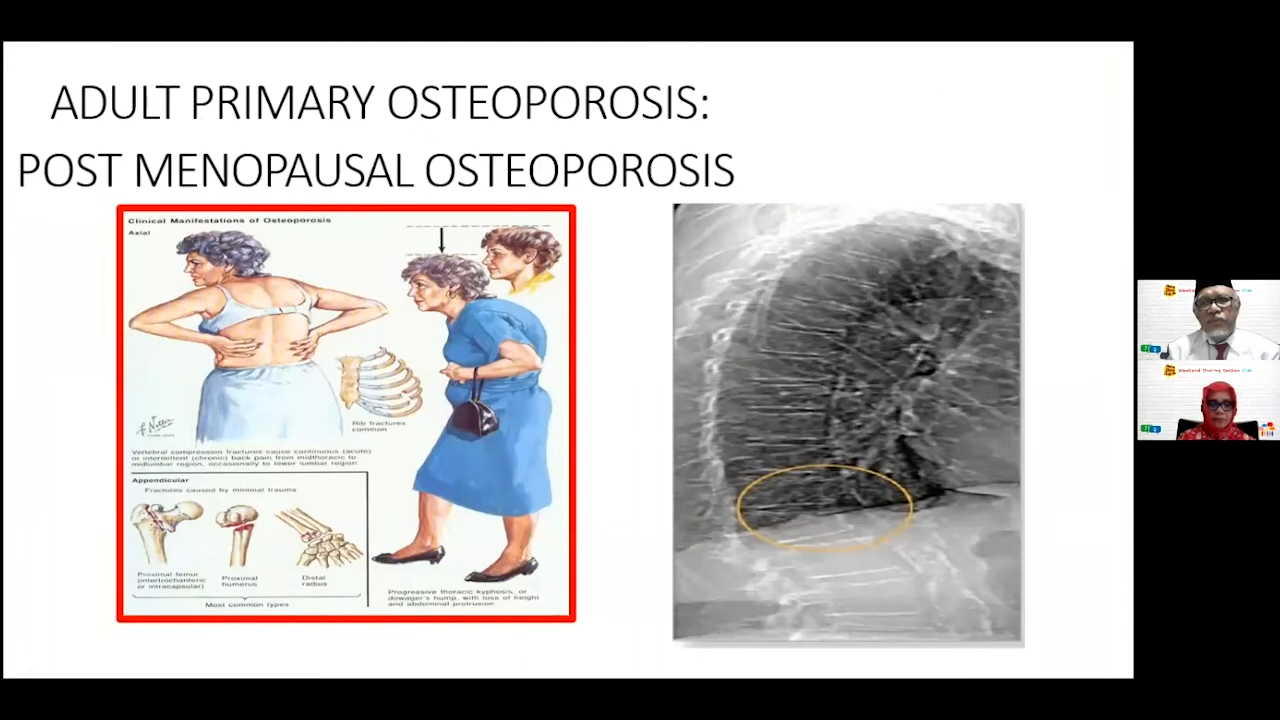 ADULT PRIMARY OSTEOPOROSIS:
POST MENOPAUSAL OSTEOPOROSIS
Clinical Manifestations of Osteoporosis
Axial
Rib fractures
common
Vertebral compression fractures cause continuous (acute)
or intermittent (chronic) back pain from midthoracic to
midlumbar region, occasionally to lower lumbar region
Appendicular
Fractures caused by minimal trauma
Proximal femur
(intertrochanteric
or intracapsular)
Proximal
humerus
Distal
radius
Most common types
Progressive thoracic kyphosis, or
dowager's hump, with loss of height
and abdominal protrusion
Weekend Sharing Session